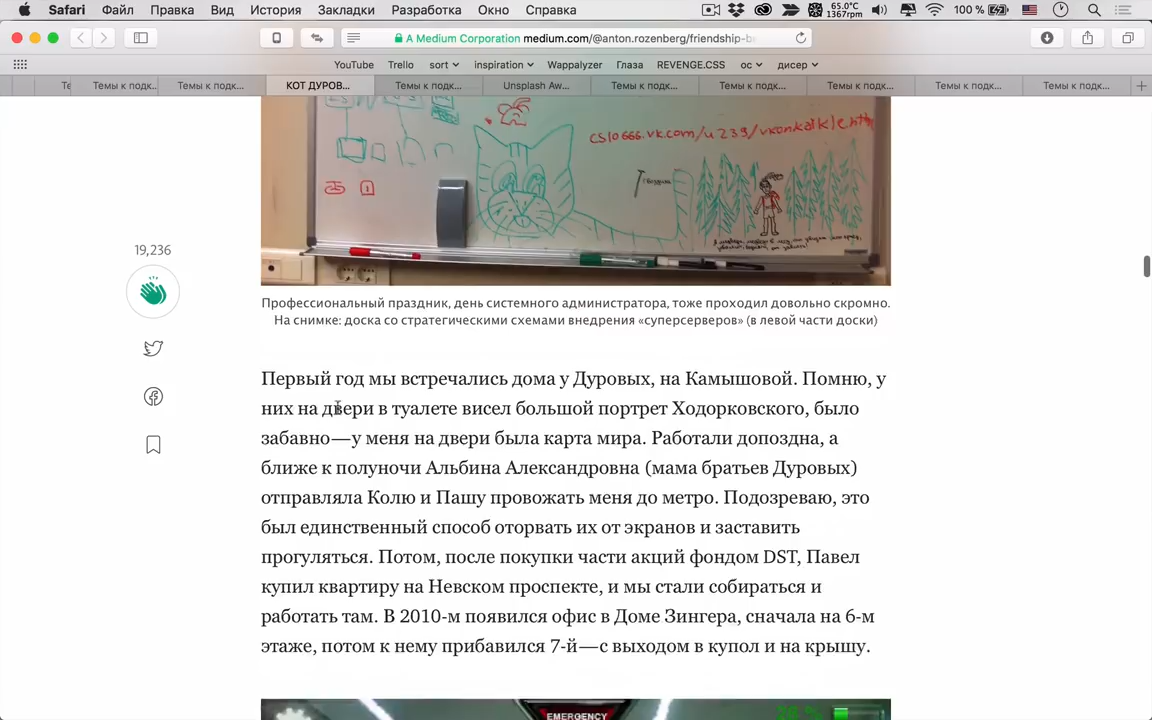 Safari Файл Правка Вид История Закладки Разработка Окно Справка 65.0°C 1367rpm 100 %
A Medium Corporation medium.com/@anton.rozenberg/friendship-b
YouTube Trello sort inspiration Wappalyzer Глаза REVENGE.CSS ос дисер
Те Темы к подк... Темы к подк... КОТ ДУРОВ... Темы к подк... Unsplash Aw... Темы к подк... Темы к подк... Темы к подк... Темы к подк... Темы к подк...
19,236
Профессиональный праздник, день системного администратора, тоже проходил довольно скромно.
На снимке: доска со стратегическими схемами внедрения «суперсерверов» (в левой части доски)
Первый год мы встречались дома у Дуровых, на Камышовой. Помню, у
них на двери в туалете висел большой портрет Ходорковского, было
забавно—у меня на двери была карта мира. Работали допоздна, а
ближе к полуночи Альбина Александровна (мама братьев Дуровых)
отправляла Колю и Пашу провожать меня до метро. Подозреваю, это
был единственный способ оторвать их от экранов и заставить
прогуляться. Потом, после покупки части акций фондом DST, Павел
купил квартиру на Невском проспекте, и мы стали собираться и
работать там. В 2010-м появился офис в Доме Зингера, сначала на 6-м
этаже, потом к нему прибавился 7-й—с выходом в купол и на крышу.
EMERGENCY